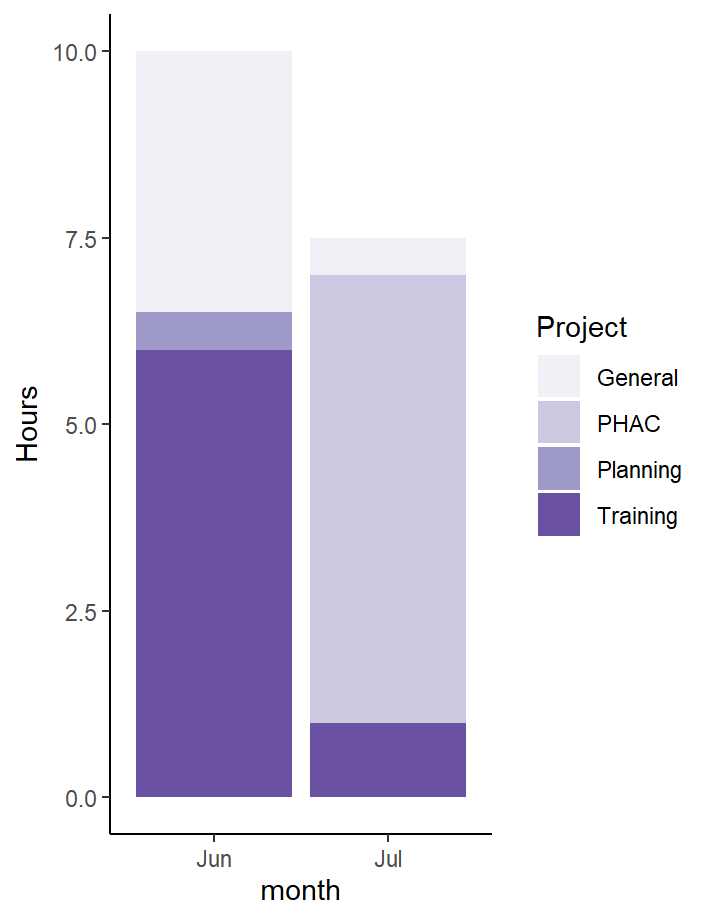 10.0
7.5
5.0
2.5
0.0
Hours
Jun
Jul
month
Project
General
PHAC
Planning
Training